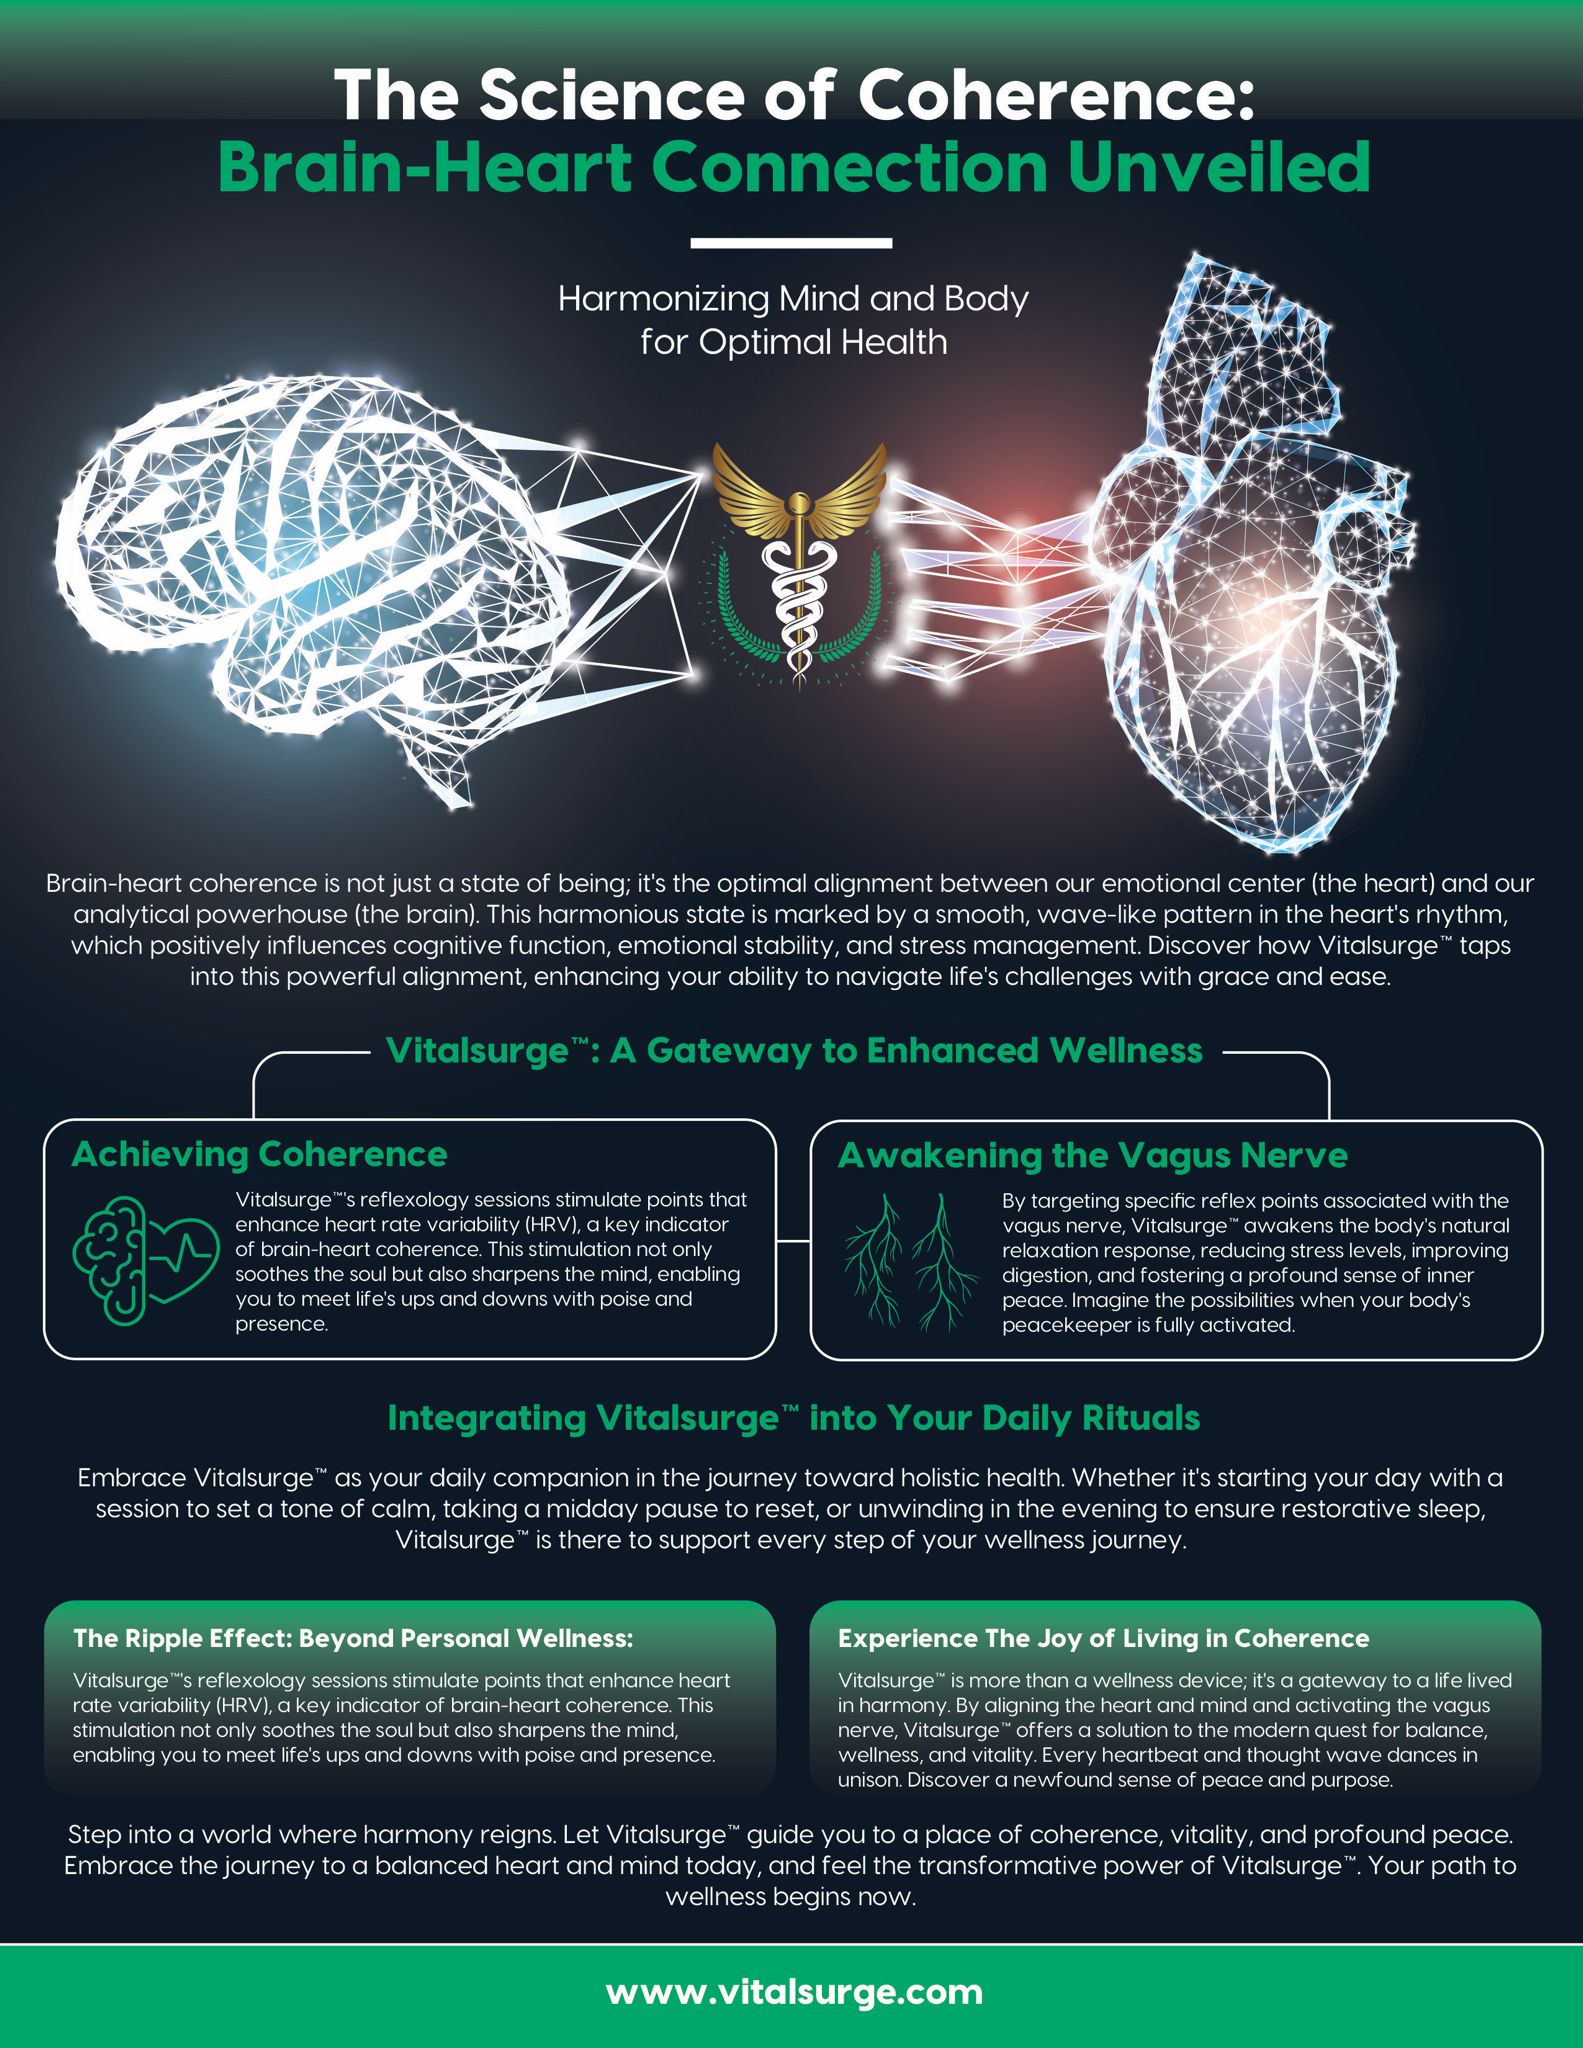 The Science of Coherence:
Brain-Heart Connection Unveiled
Harmonizing Mind and Body
for Optimal Health
Brain-heart coherence is not just a state of being; it's the optimal alignment between our emotional center (the heart) and our
analytical powerhouse (the brain). This harmonious state is marked by a smooth, wave-like pattern in the heart's rhythm,
which positively influences cognitive function, emotional stability, and stress management. Discover how Vitalsurge™ taps
into this powerful alignment, enhancing your ability to navigate life's challenges with grace and ease.
Vitalsurge™: A Gateway to Enhanced Wellness
Achieving Coherence
Vitalsurge™'s reflexology sessions stimulate points that
enhance heart rate variability (HRV), a key indicator
of brain-heart coherence. This stimulation not only
soothes the soul but also sharpens the mind, enabling
you to meet life's ups and downs with poise and
presence.
Awakening the Vagus Nerve
By targeting specific reflex points associated with the
vagus nerve, Vitalsurge™ awakens the body's natural
relaxation response, reducing stress levels, improving
digestion, and fostering a profound sense of inner
peace. Imagine the possibilities when your body's
peacekeeper is fully activated.
Integrating Vitalsurge™ into Your Daily Rituals
Embrace Vitalsurge™ as your daily companion in the journey toward holistic health. Whether it's starting your day with a
session to set a tone of calm, taking a midday pause to reset, or unwinding in the evening to ensure restorative sleep,
Vitalsurge™ is there to support every step of your wellness journey.
The Ripple Effect: Beyond Personal Wellness:
Vitalsurge™'s reflexology sessions stimulate points that enhance heart
rate variability (HRV), a key indicator of brain-heart coherence. This
stimulation not only soothes the soul but also sharpens the mind,
enabling you to meet life's ups and downs with poise and presence.
Experience The Joy of Living in Coherence
Vitalsurge™ is more than a wellness device; it's a gateway to a life lived
in harmony. By aligning the heart and mind and activating the vagus
nerve, Vitalsurge™ offers a solution to the modern quest for balance,
wellness, and vitality. Every heartbeat and thought wave dances in
unison. Discover a newfound sense of peace and purpose.
Step into a world where harmony reigns. Let Vitalsurge™ guide you to a place of coherence, vitality, and profound peace.
Embrace the journey to a balanced heart and mind today, and feel the transformative power of Vitalsurge™. Your path to
wellness begins now.
www.vitalsurge.com